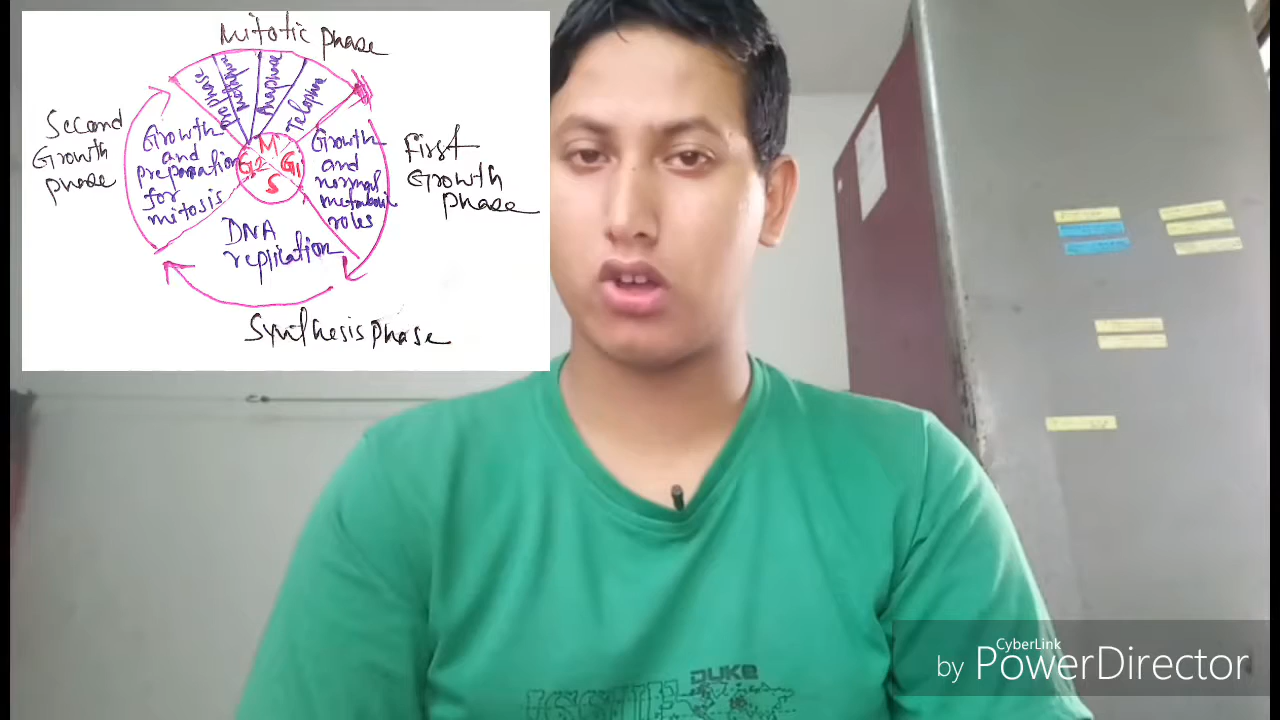 Mitotic phase
prophase
metaphase
Anaphase
Telophase
Second
Growth
phase
Growth
and
preparation
for
mitosis
M
G2
G1
S
Growth
and
normal
metabolic
roles
First
Growth
phase
DNA
replication
Synthesis phase
DUKE
CyberLink
by PowerDirector